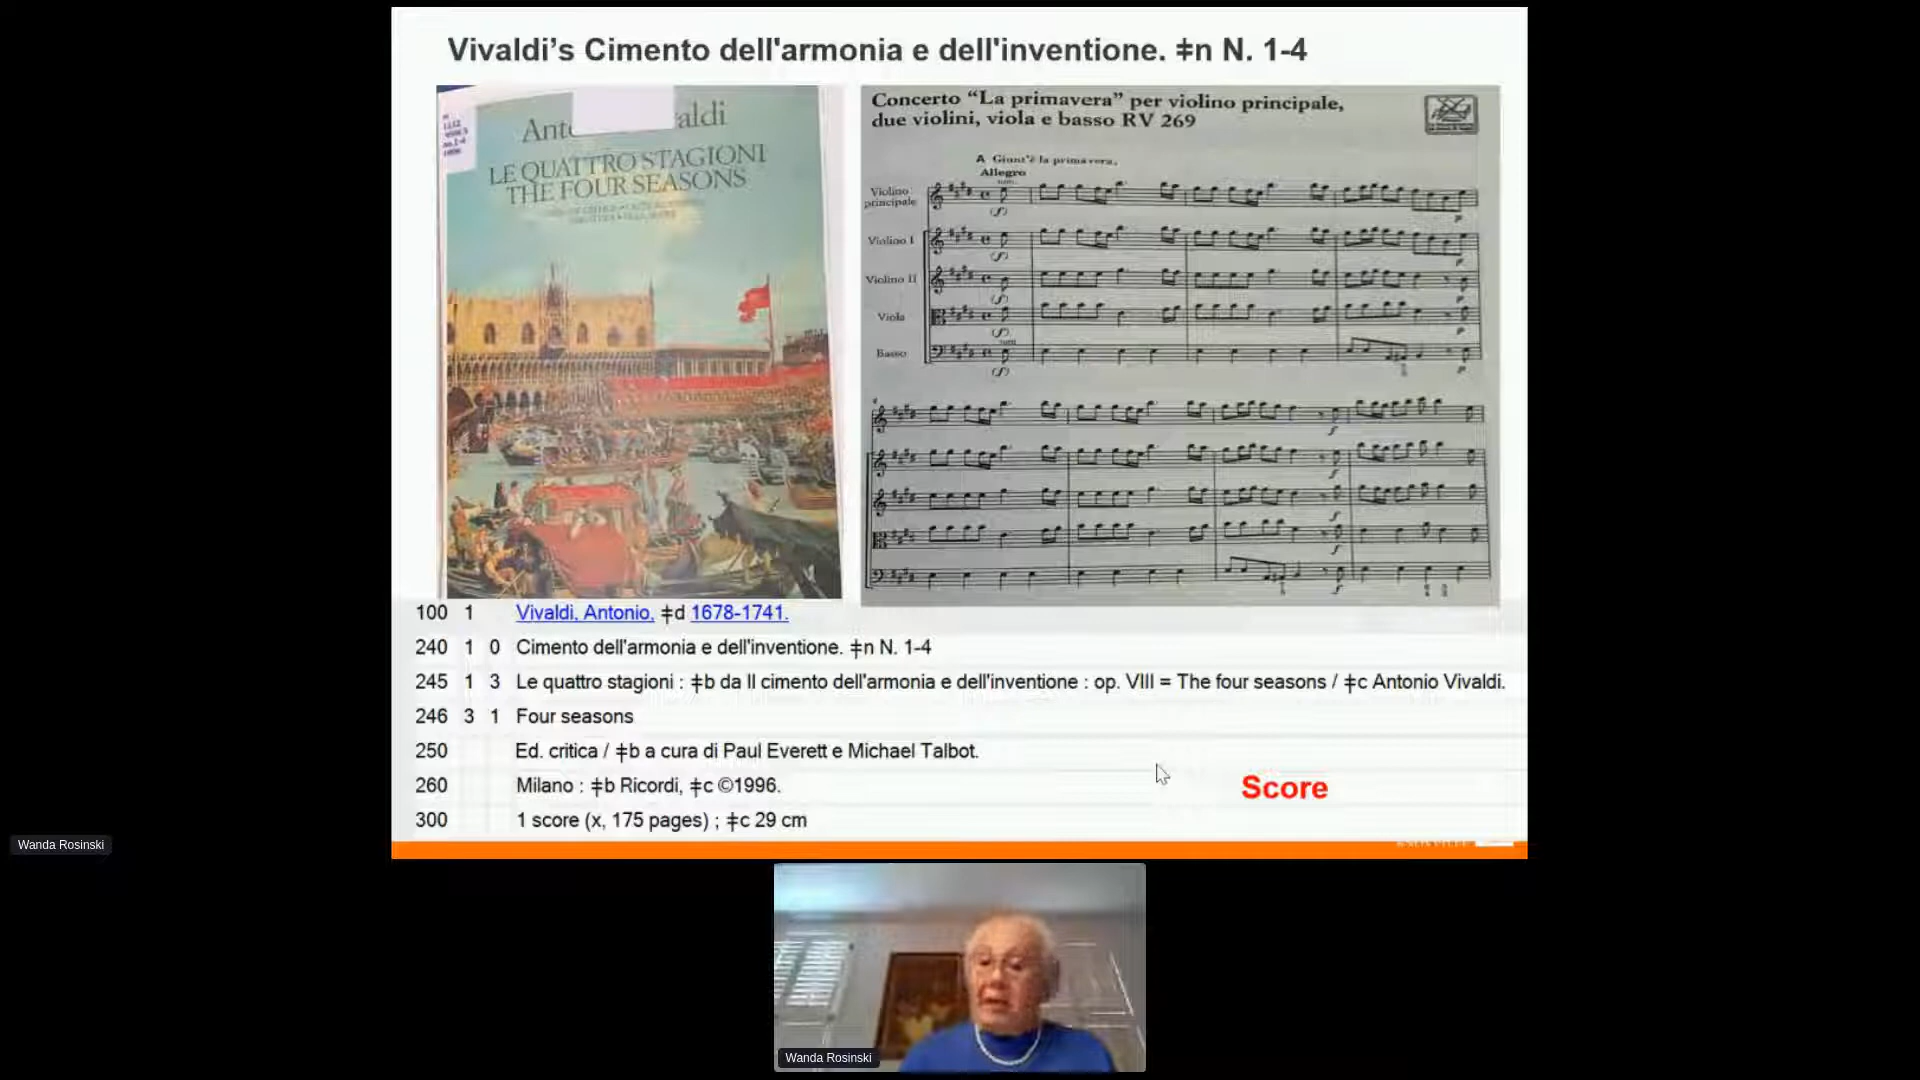 Vivaldi’s Cimento dell'armonia e dell'inventione. ǂn N. 1-4
LE QUATTRO STAGIONI
THE FOUR SEASONS
Concerto “La primavera” per violino principale,
due violini, viola e basso RV 269
A Giunt'è la primavera,
Allegro
Violino
principale
Violino I
Violino II
Viola
Basso
100 1 Vivaldi, Antonio, ǂd 1678-1741.
240 1 0 Cimento dell'armonia e dell'inventione. ǂn N. 1-4
245 1 3 Le quattro stagioni : ǂb da Il cimento dell'armonia e dell'inventione : op. VIII = The four seasons / ǂc Antonio Vivaldi.
246 3 1 Four seasons
250 Ed. critica / ǂb a cura di Paul Everett e Michael Talbot.
260 Milano : ǂb Ricordi, ǂc ©1996.
300 1 score (x, 175 pages) ; ǂc 29 cm
Score
Wanda Rosinski
Wanda Rosinski